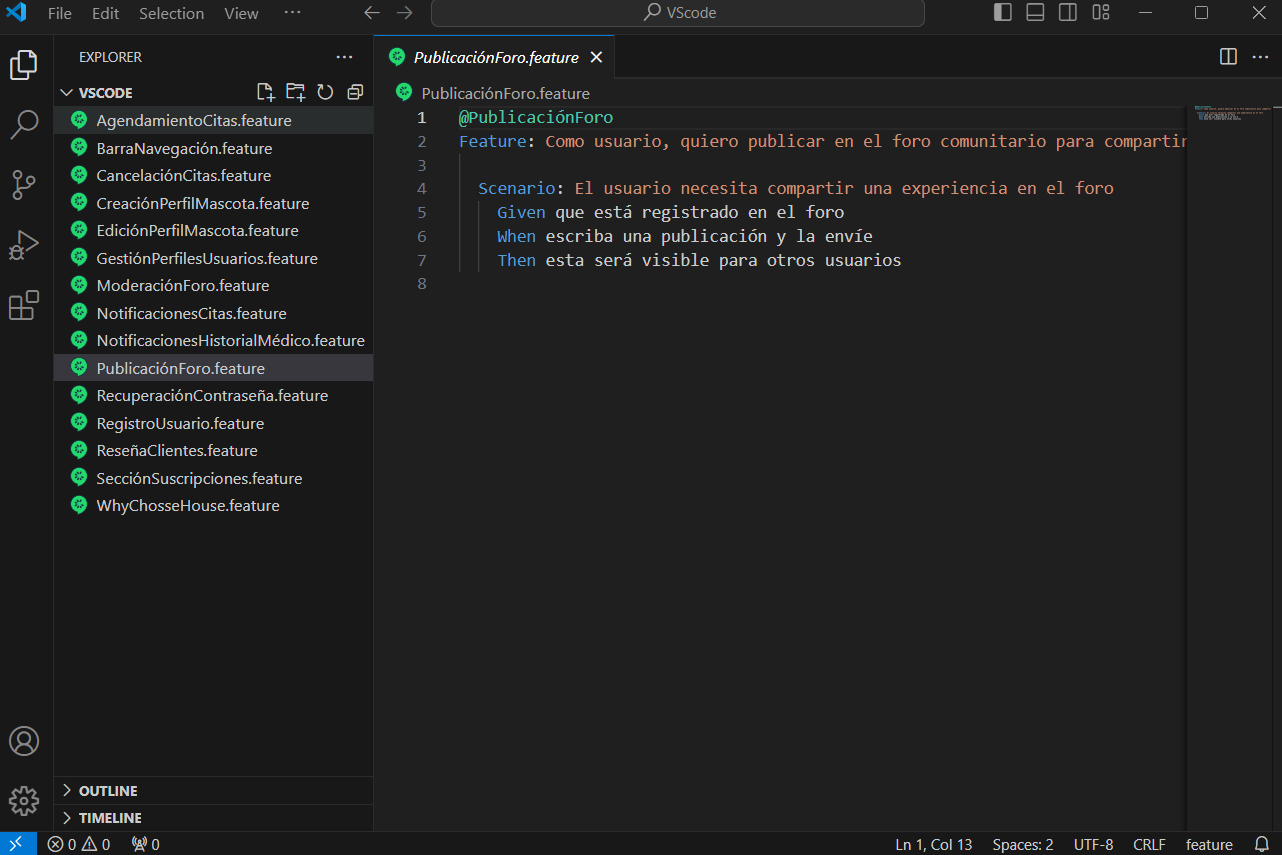 File Edit Selection View ··· VScode
EXPLORER ···
VSCODE
AgendamientoCitas.feature
BarraNavegación.feature
CancelaciónCitas.feature
CreaciónPerfilMascota.feature
EdiciónPerfilMascota.feature
GestiónPerfilesUsuarios.feature
ModeraciónForo.feature
NotificacionesCitas.feature
NotificacionesHistorialMédico.feature
PublicaciónForo.feature
RecuperaciónContraseña.feature
RegistroUsuario.feature
ReseñaClientes.feature
SecciónSuscripciones.feature
WhyChosseHouse.feature
OUTLINE
TIMELINE
PublicaciónForo.feature
PublicaciónForo.feature
1 @PublicaciónForo
2 Feature: Como usuario, quiero publicar en el foro comunitario para compartir
3
4 Scenario: El usuario necesita compartir una experiencia en el foro
5 Given que está registrado en el foro
6 When escriba una publicación y la envíe
7 Then esta será visible para otros usuarios
8
0 0 0 Ln 1, Col 13 Spaces: 2 UTF-8 CRLF feature